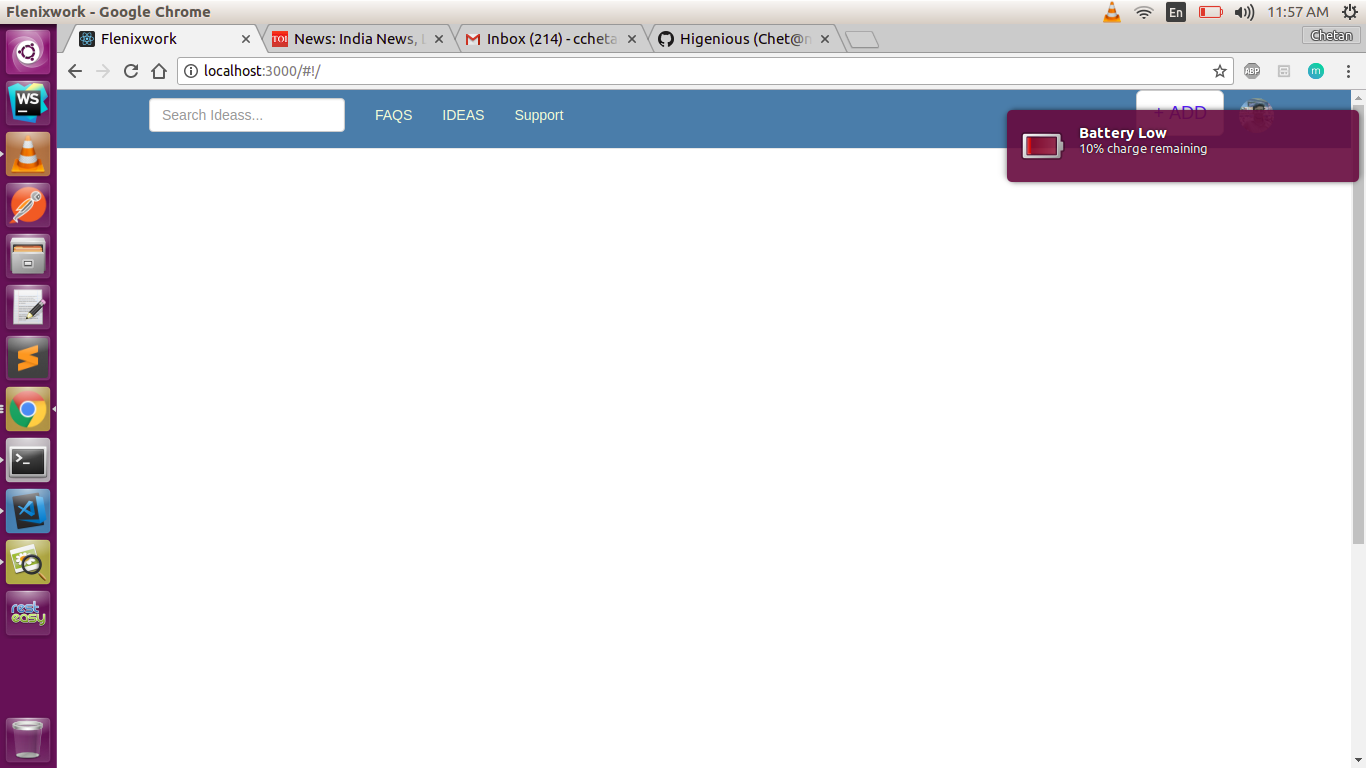 Flenixwork - Google Chrome
En
11:57 AM
Flenixwork
TOI
News: India News, L
Inbox (214) - ccheta
Higenious (Chet@n
Chetan
localhost:3000/#!/
ABP
m
Search Ideass...
FAQS
IDEAS
Support
+ ADD
Battery Low
10% charge remaining
WS
>_
rest
easy